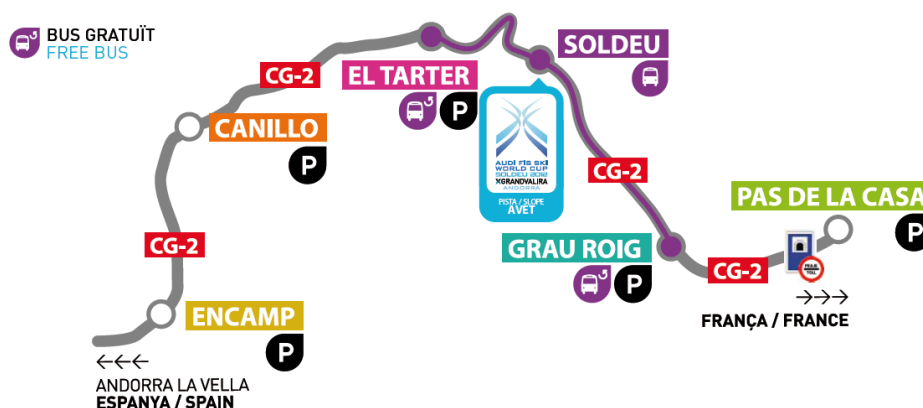 BUS GRATUÏT
FREE BUS
SOLDEU
EL TARTER
P
CG-2
CANILLO
P
AUDI FIS SKI
WORLD CUP
SOLDEU 2012
GRANDVALIRA
ANDORRA
PISTA / SLOPE
AVET
CG-2
PAS DE LA CASA
P
CG-2
GRAU ROIG
P
CG-2
ENCAMP
P
FRANÇA / FRANCE
ANDORRA LA VELLA
ESPANYA / SPAIN